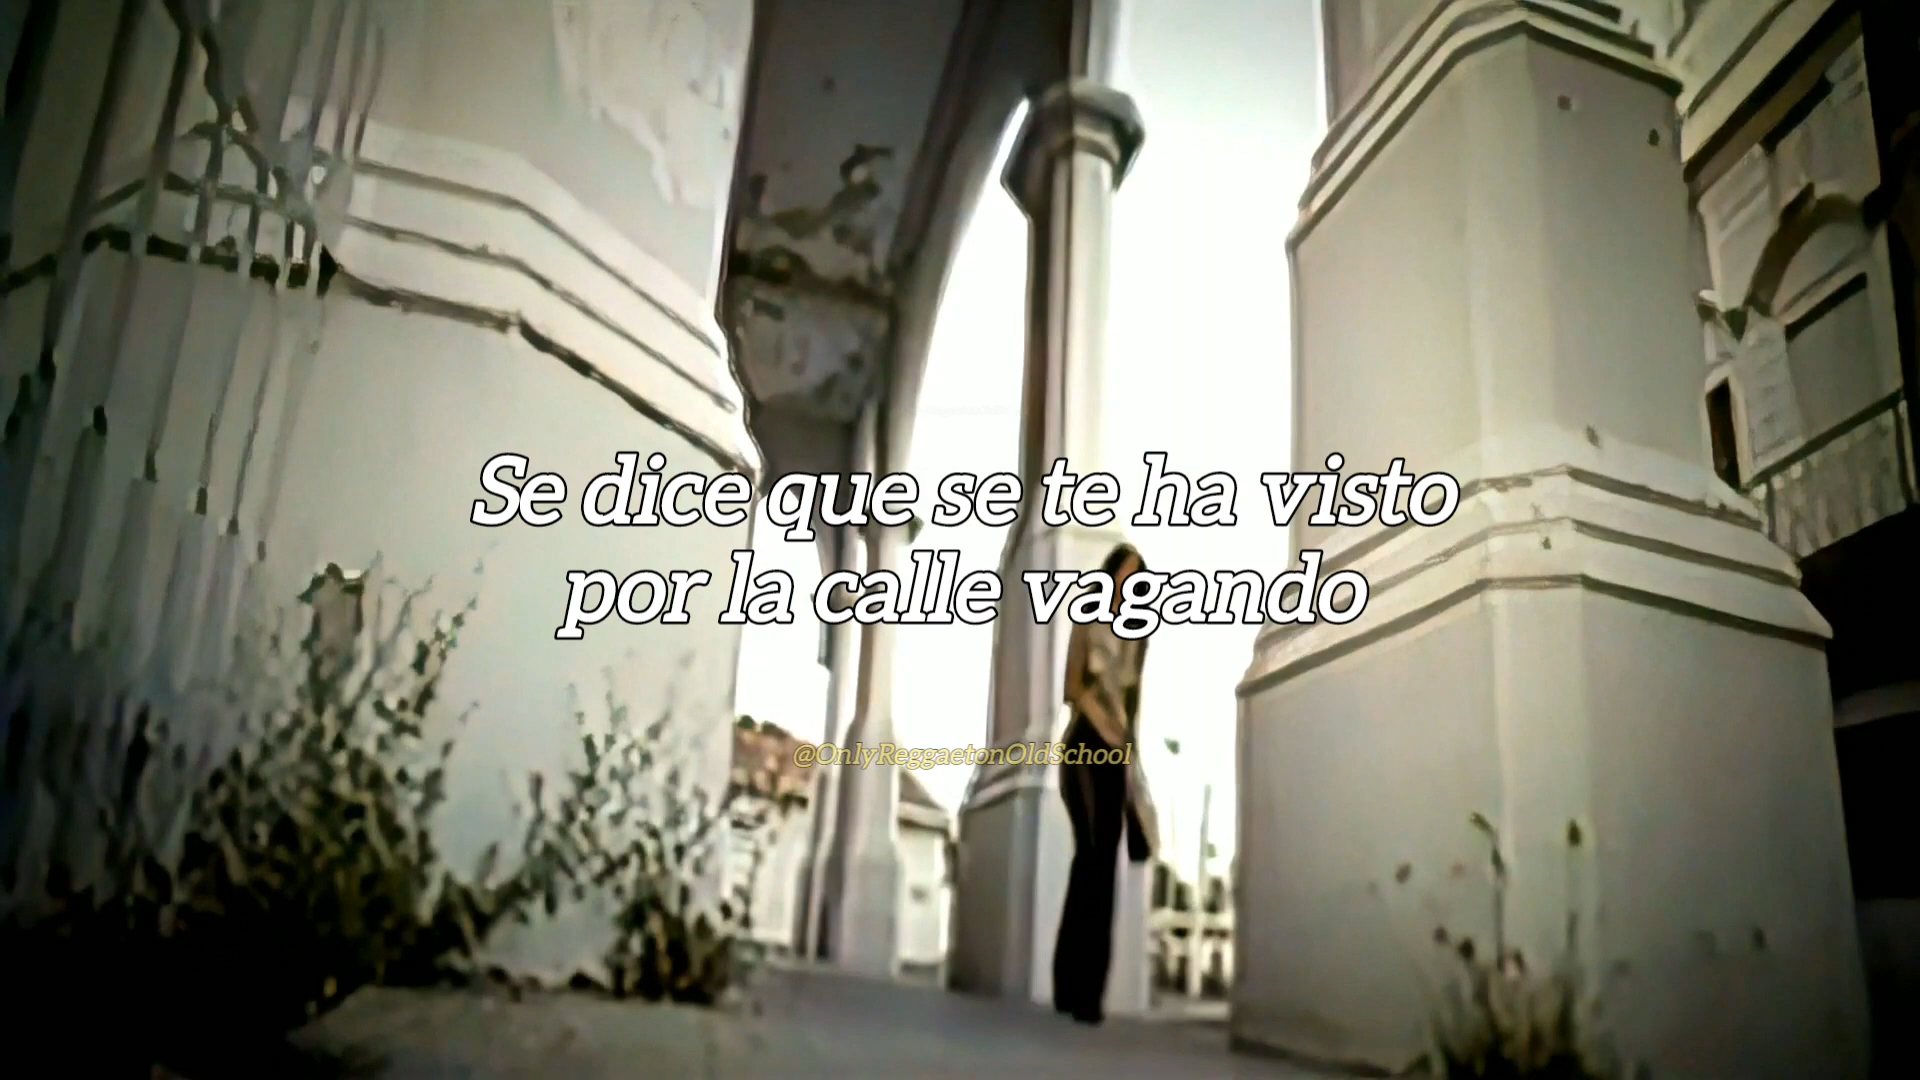 Se dice que se te ha visto
por la calle vagando
@OnlyReggaetonOldSchool